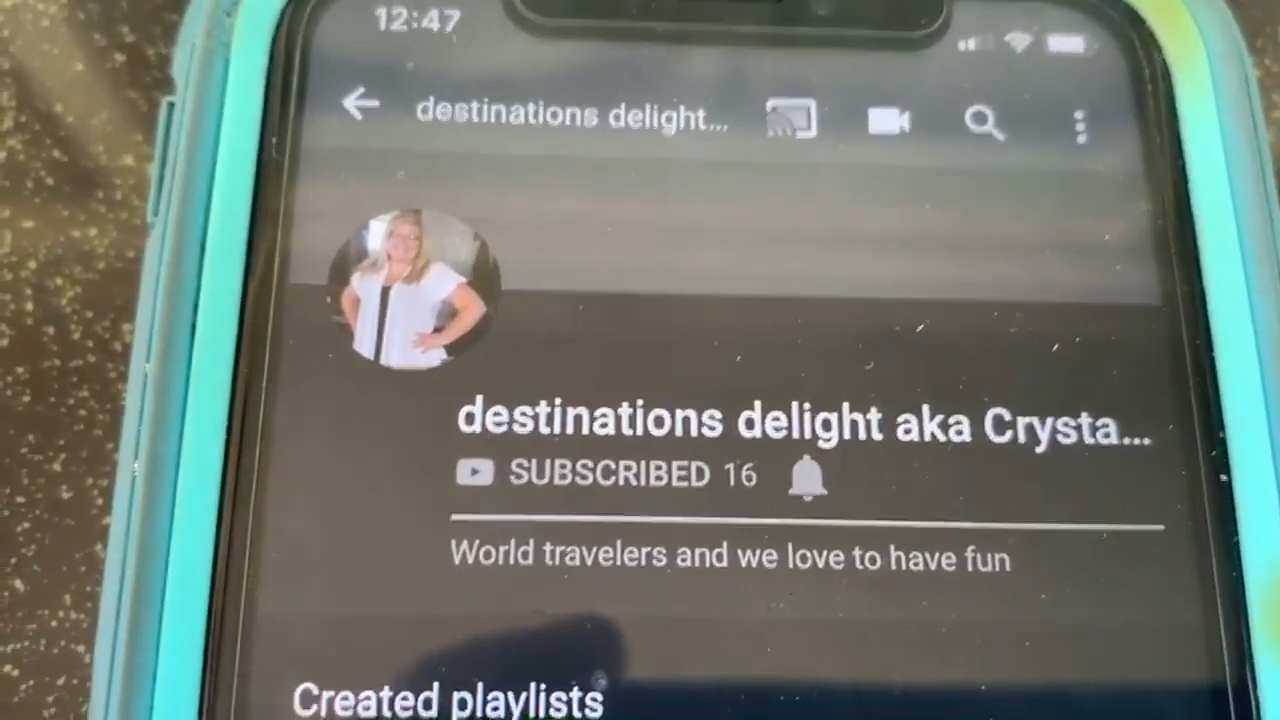 12:47
destinations delight...
destinations delight aka Crysta...
SUBSCRIBED 16
World travelers and we love to have fun
Created playlists